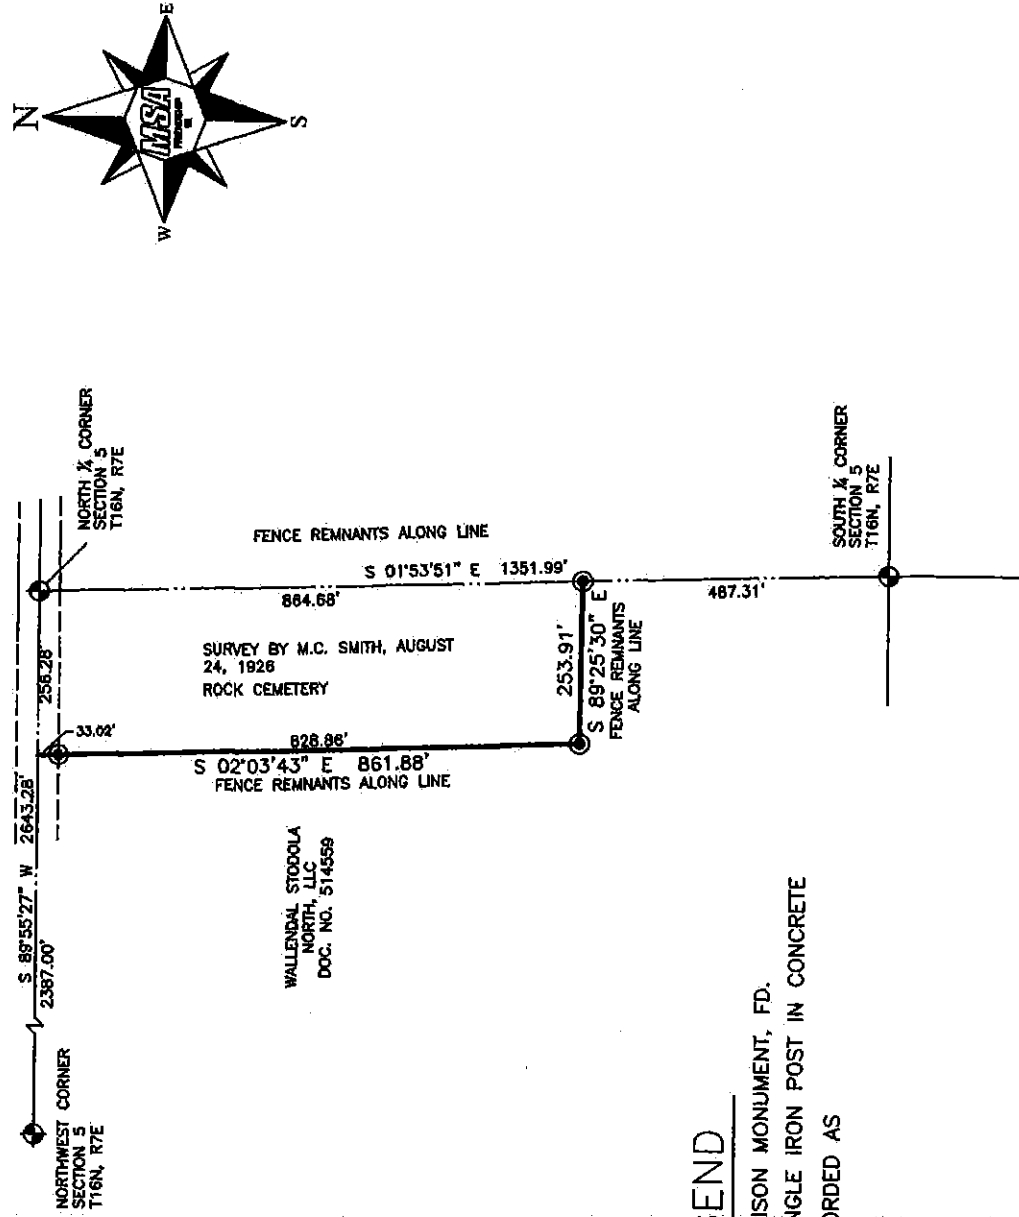 N
E
MSA
W
S
NORTH ¼ CORNER
SECTION 5
T16N, R7E
FENCE REMNANTS ALONG LINE
S 01°53'51" E 1351.99'
864.68'
487.31'
SOUTH ¼ CORNER
SECTION 5
T16N, R7E
256.28'
SURVEY BY M.C. SMITH, AUGUST
24, 1926
ROCK CEMETERY
253.91'
S 89°25'30" E
FENCE REMNANTS
ALONG LINE
33.02'
828.86'
S 02°03'43" E 861.88'
FENCE REMNANTS ALONG LINE
S 89°55'27" W 2643.28'
2387.00'
WALLENDAL STODOLA
NORTH, LLC
DOC. NO. 514559
NORTHWEST CORNER
SECTION 5
T16N, R7E
END
ISON MONUMENT, FD.
NGLE IRON POST IN CONCRETE
ORDED AS